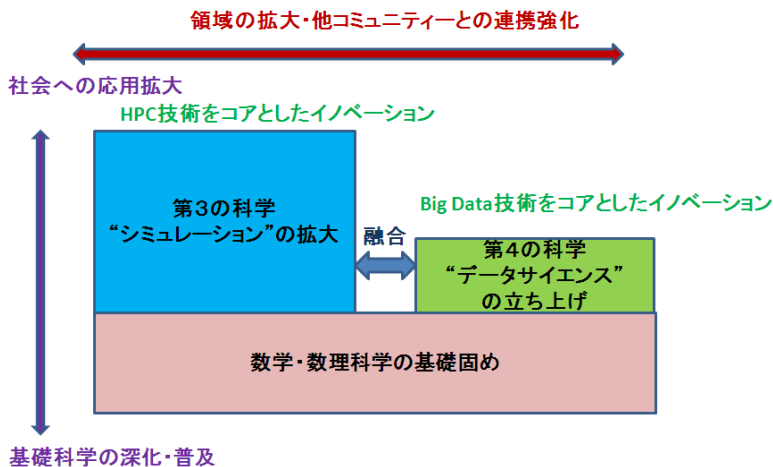 領域の拡大・他コミュニティーとの連携強化
社会への応用拡大
HPC技術をコアとしたイノベーション
第3の科学
“シミュレーション”の拡大
融合
Big Data技術をコアとしたイノベーション
第4の科学
“データサイエンス”
の立ち上げ
数学・数理科学の基礎固め
基礎科学の深化・普及